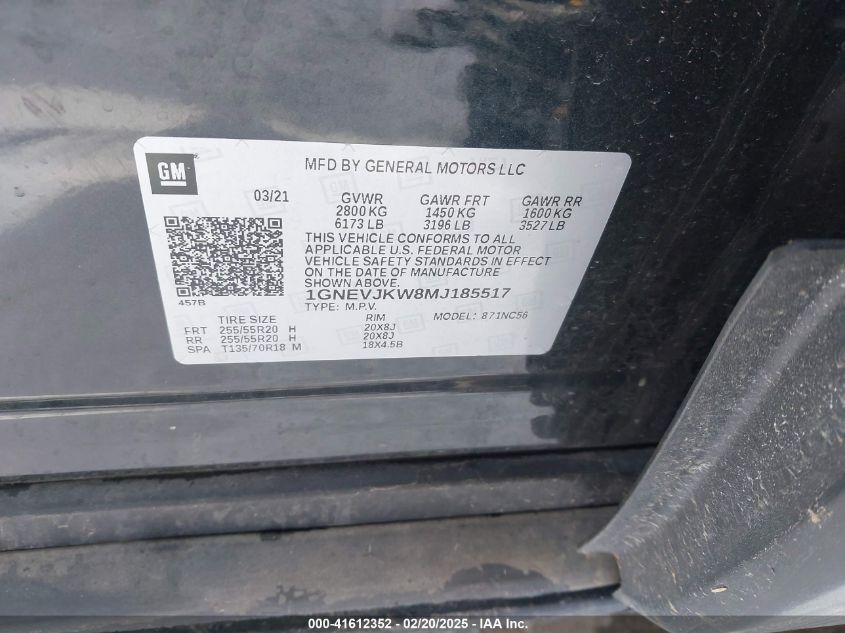 GM
MFD BY GENERAL MOTORS LLC
03/21 GVWR GAWR FRT GAWR RR
2800 KG 1450 KG 1600 KG
6173 LB 3196 LB 3527 LB
THIS VEHICLE CONFORMS TO ALL
APPLICABLE U.S. FEDERAL MOTOR
VEHICLE SAFETY STANDARDS IN EFFECT
ON THE DATE OF MANUFACTURE
SHOWN ABOVE.
457B
1GNEVJKW8MJ185517
TYPE: M.P.V. MODEL: 871NC56
TIRE SIZE RIM
FRT 255/55R20 H 20X8J
RR 255/55R20 H 20X8J
SPA T135/70R18 M 18X4.5B
000-41612352 - 02/20/2025 - IAA Inc.